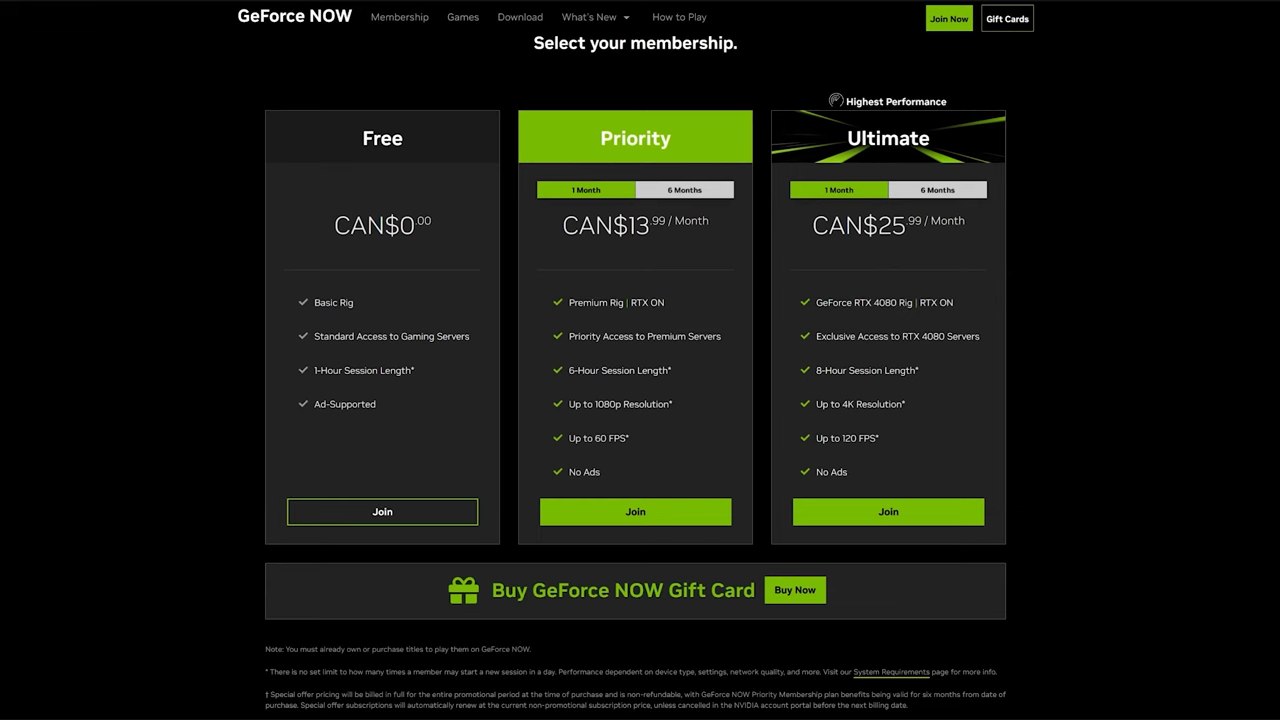 GeForce NOW Membership Games Download What's New How to Play Join Now Gift Cards
Select your membership.
Highest Performance
Free
CAN$0.00
Basic Rig
Standard Access to Gaming Servers
1-Hour Session Length*
Ad-Supported
Join
Priority
1 Month 6 Months
CAN$13.99 / Month
Premium Rig | RTX ON
Priority Access to Premium Servers
6-Hour Session Length*
Up to 1080p Resolution*
Up to 60 FPS*
No Ads
Join
Ultimate
1 Month 6 Months
CAN$25.99 / Month
GeForce RTX 4080 Rig | RTX ON
Exclusive Access to RTX 4080 Servers
8-Hour Session Length*
Up to 4K Resolution*
Up to 120 FPS*
No Ads
Join
Buy GeForce NOW Gift Card Buy Now
Note: You must already own or purchase titles to play them on GeForce NOW.
* There is no set limit to how many times a member may start a new session in a day. Performance dependent on device type, settings, network quality, and more. Visit our System Requirements page for more info.
† Special offer pricing will be billed in full for the entire promotional period at the time of purchase and is non-refundable, with GeForce NOW Priority Membership plan benefits being valid for six months from date of
purchase. Special offer subscriptions will automatically renew at the current non-promotional subscription price, unless cancelled in the NVIDIA account portal before the next billing date.